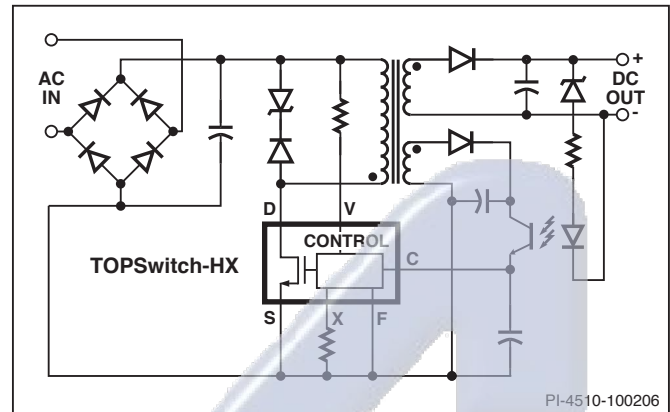 AC
IN
+
DC
OUT
-
D
V
CONTROL
C
TOPSwitch-HX
S
X
F
PI-4510-100206